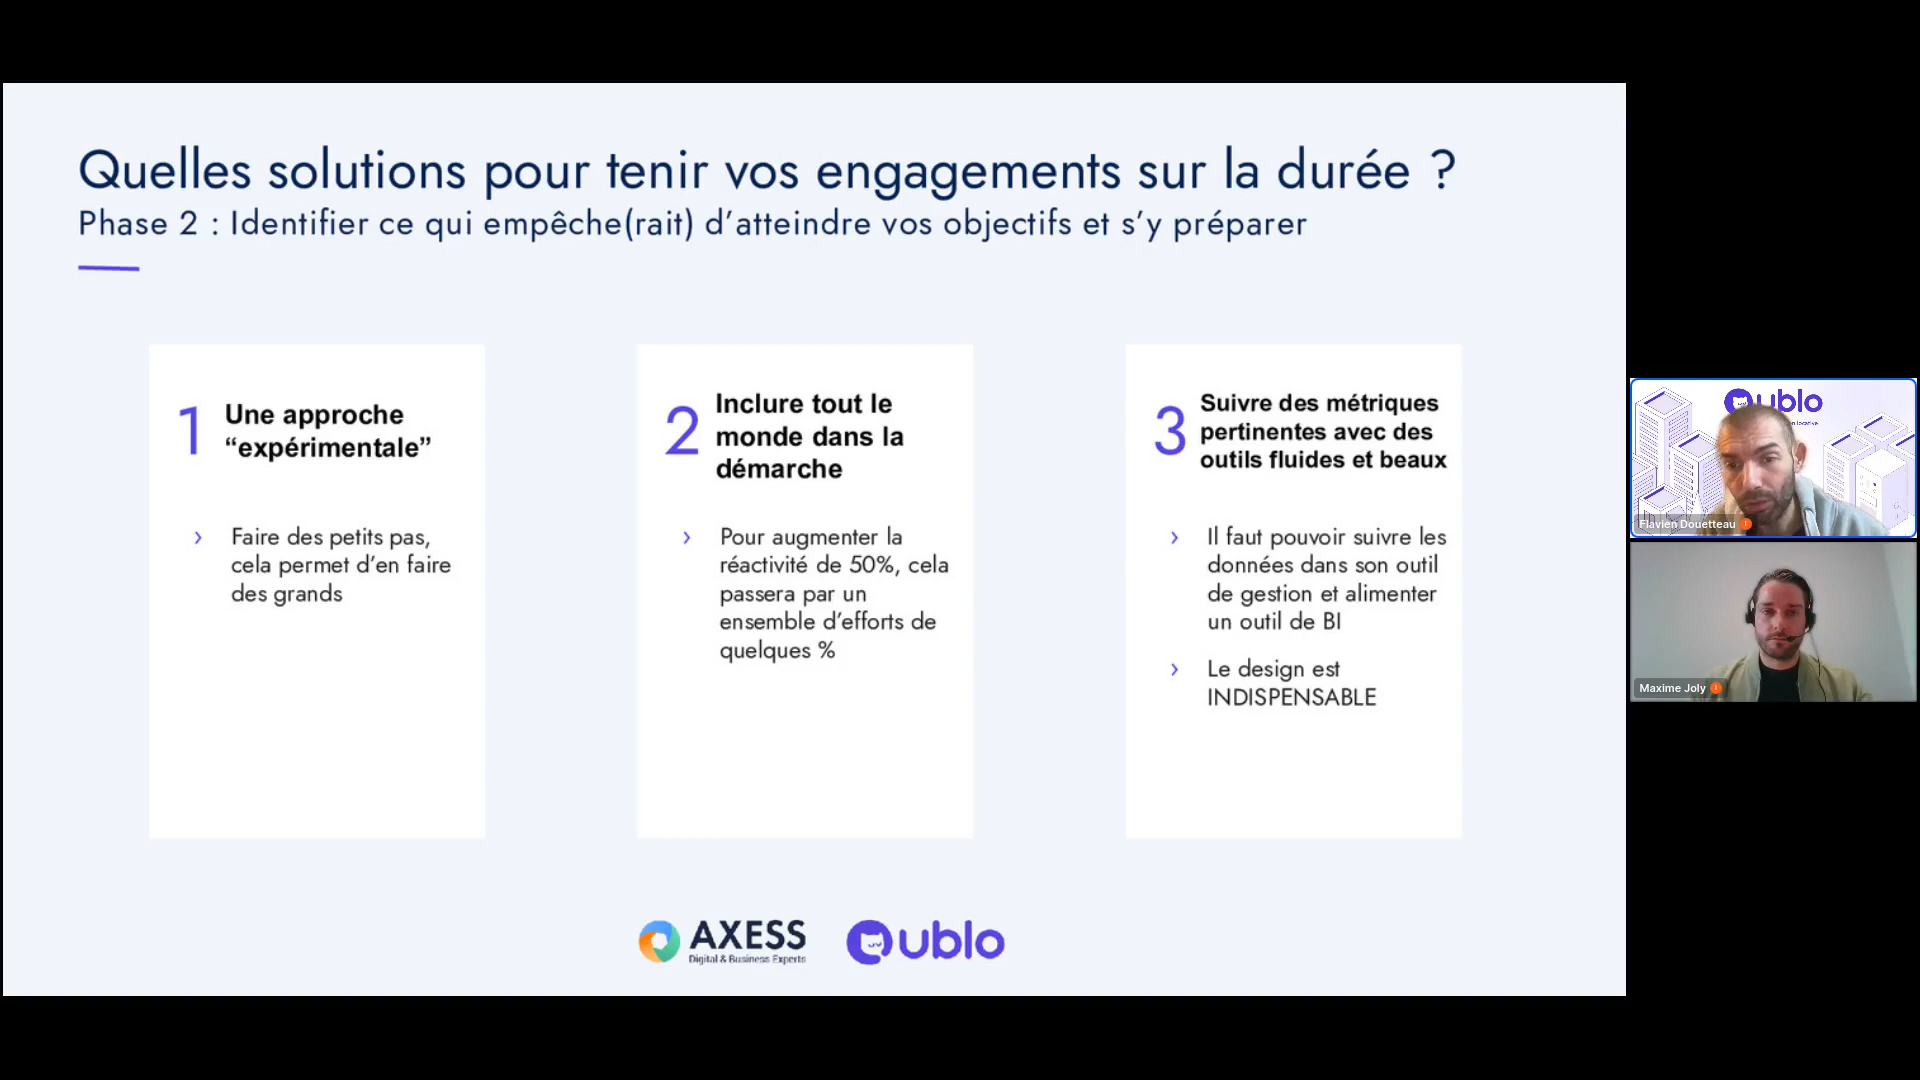 Quelles solutions pour tenir vos engagements sur la durée ?
Phase 2 : Identifier ce qui empêche(rait) d’atteindre vos objectifs et s’y préparer
1
Une approche
“expérimentale”
› Faire des petits pas,
cela permet d’en faire
des grands
2
Inclure tout le
monde dans la
démarche
› Pour augmenter la
réactivité de 50%, cela
passera par un
ensemble d’efforts de
quelques %
3
Suivre des métriques
pertinentes avec des
outils fluides et beaux
› Il faut pouvoir suivre les
données dans son outil
de gestion et alimenter
un outil de BI
› Le design est
INDISPENSABLE
AXESS
Digital & Business Experts
ublo
ublo
locative
Flavien Douetteau
Maxime Joly